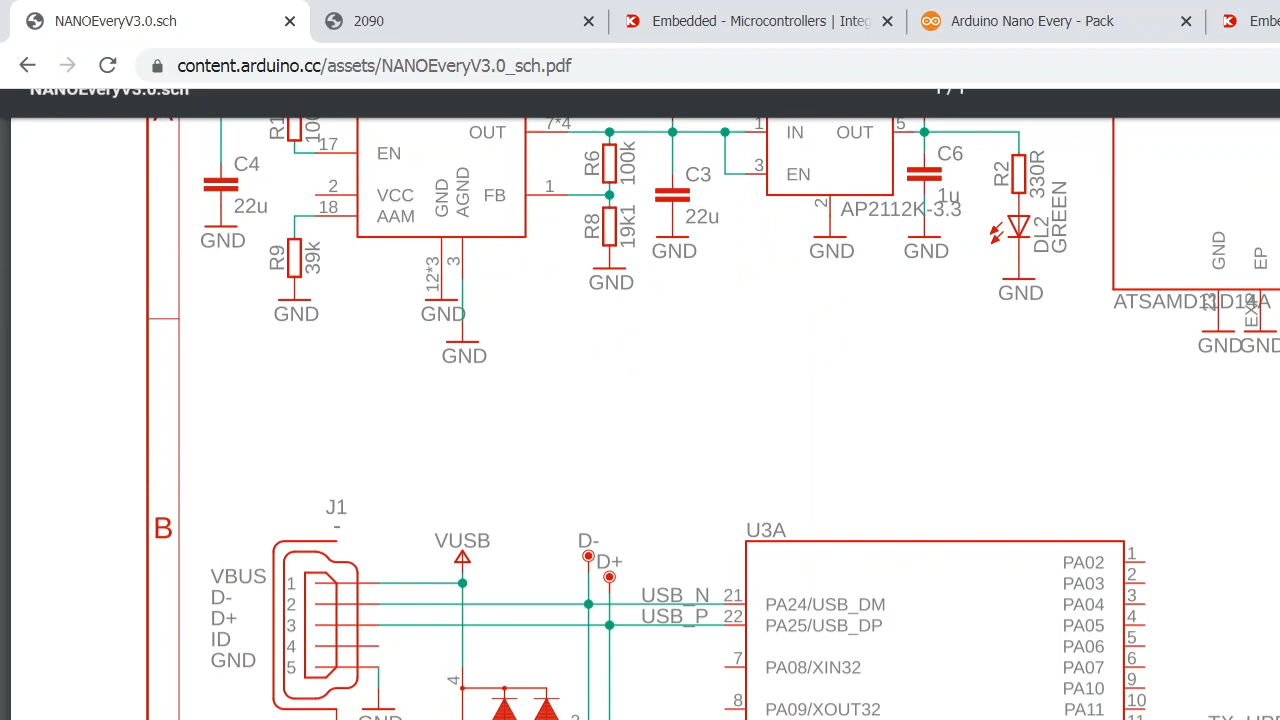 NANOEveryV3.0.sch
2090
Embedded - Microcontrollers | Integ
Arduino Nano Every - Pack
Embe
content.arduino.cc/assets/NANOEveryV3.0_sch.pdf
NANOEveryV3.0.sch
1 / 1
OUT
7*4
1
IN
OUT
5
17
EN
C4
22u
GND
R6
100k
C3
22u
GND
3
EN
C6
1u
GND
R2
330R
2
VCC
GND
AGND
FB
1
18
AAM
R8
19k1
GND
2
GND
AP2112K-3.3
DL2
GREEN
GND
R9
39k
GND
12*3
3
GND
GND
GND
EP
ATSAMD11D14A
23
GND
GND
B
J1
-
VUSB
D-
D+
U3A
VBUS
1
D-
2
D+
3
ID
4
GND
5
USB_N
21
PA24/USB_DM
USB_P
22
PA25/USB_DP
7
PA08/XIN32
8
PA09/XOUT32
PA02
1
PA03
2
PA04
3
PA05
4
PA06
5
PA07
6
PA10
9
PA11
10
11
4
GND